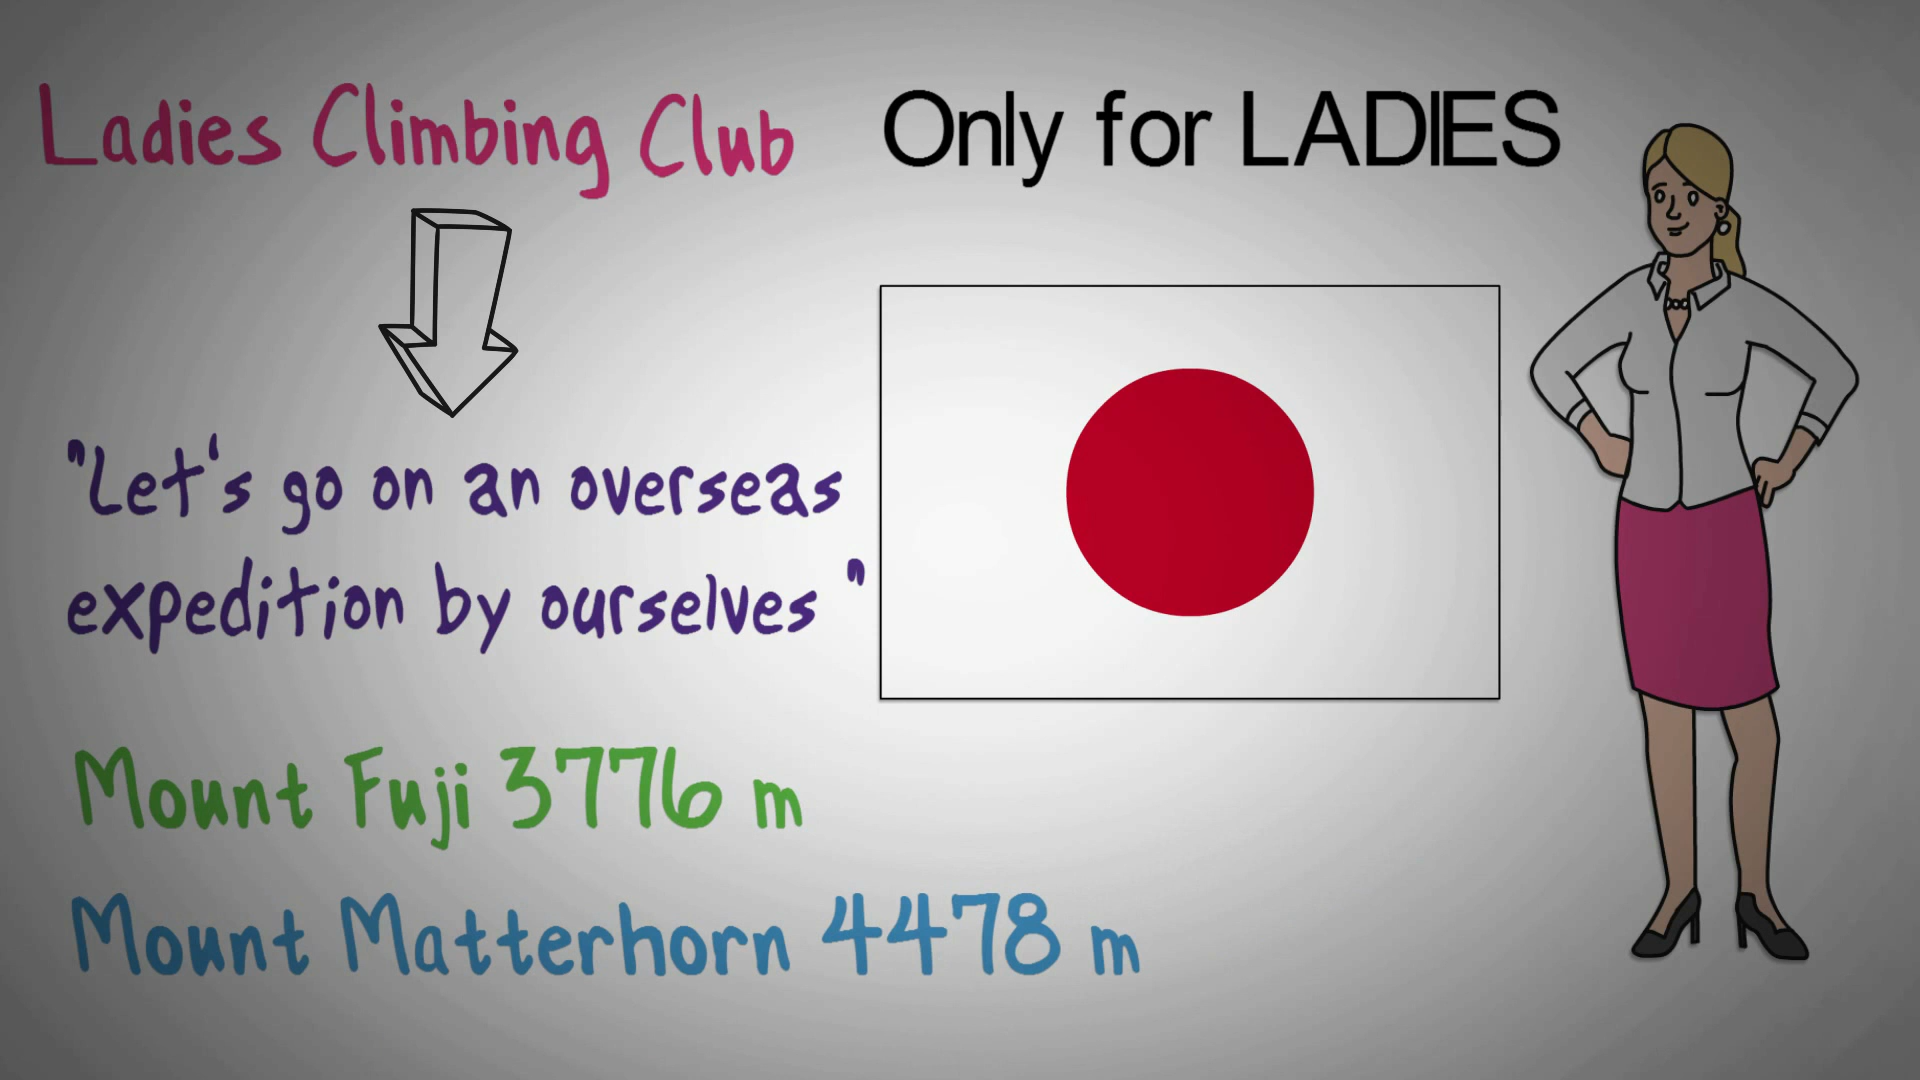 Ladies Climbing Club
Only for LADIES
"Let's go on an overseas
expedition by ourselves "
Mount Fuji 3776 m
Mount Matterhorn 4478 m